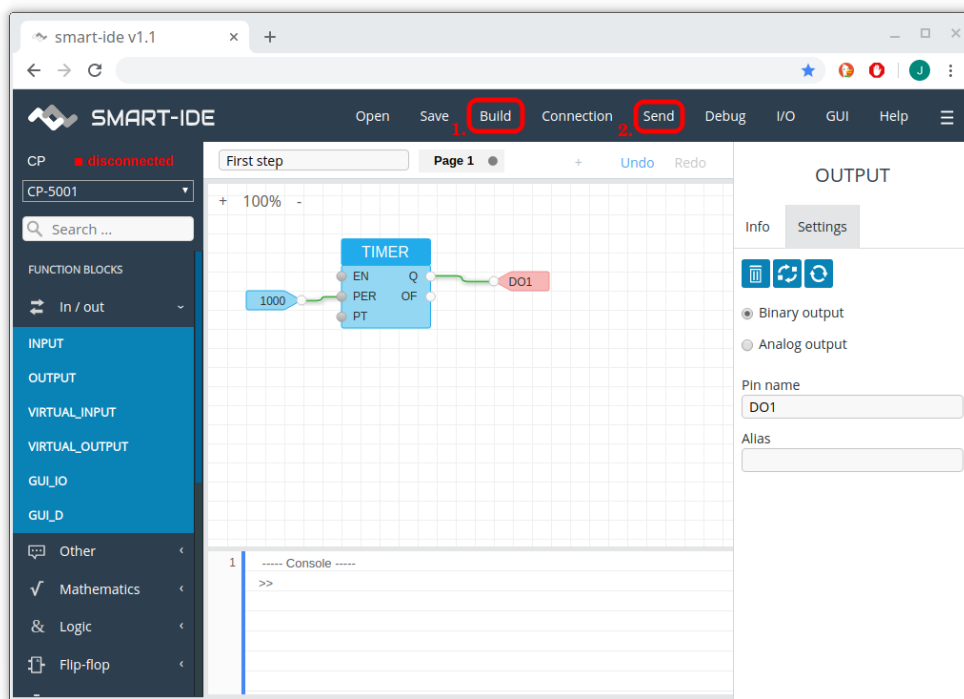 smart-ide v1.1
J
SMART-IDE
Open Save 1. Build Connection 2. Send Debug I/O GUI Help
CP disconnected
CP-5001
Search ...
FUNCTION BLOCKS
In / out
INPUT
OUTPUT
VIRTUAL_INPUT
VIRTUAL_OUTPUT
GUI_IO
GUI_D
Other
Mathematics
& Logic
Flip-flop
First step Page 1 + Undo Redo
+ 100% -
TIMER
EN Q DO1
1000 PER OF
PT
1 ----- Console -----
>>
OUTPUT
Info Settings
Binary output
Analog output
Pin name
DO1
Alias